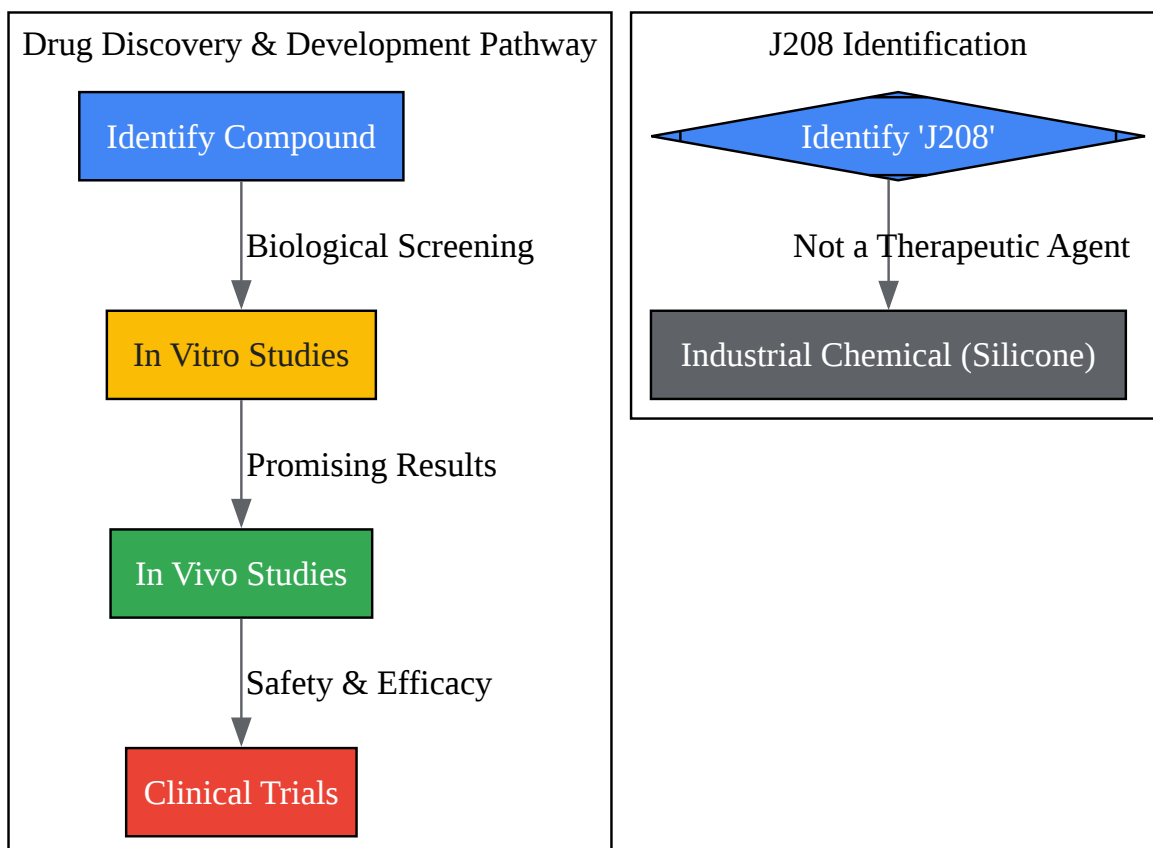 Drug Discovery & Development Pathway
Identify Compound
Biological Screening
In Vitro Studies
Promising Results
In Vivo Studies
Safety & Efficacy
Clinical Trials
J208 Identification
Identify 'J208'
Not a Therapeutic Agent
Industrial Chemical (Silicone)